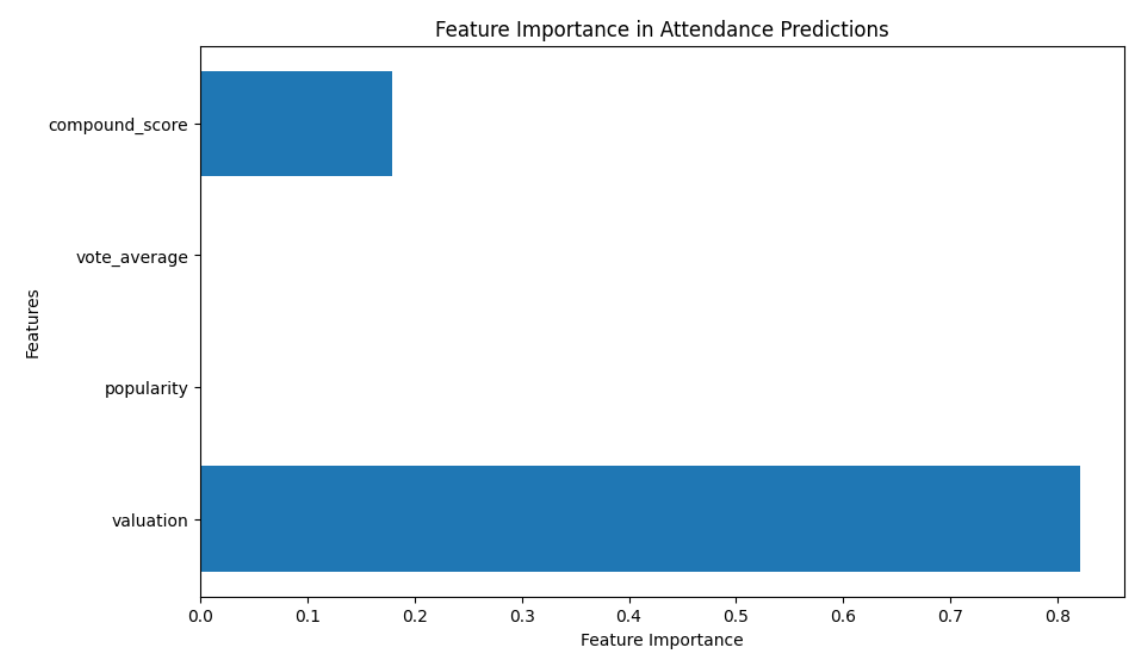 Feature Importance in Attendance Predictions
compound_score
vote_average
Features
popularity
valuation
0.0 0.1 0.2 0.3 0.4 0.5 0.6 0.7 0.8
Feature Importance